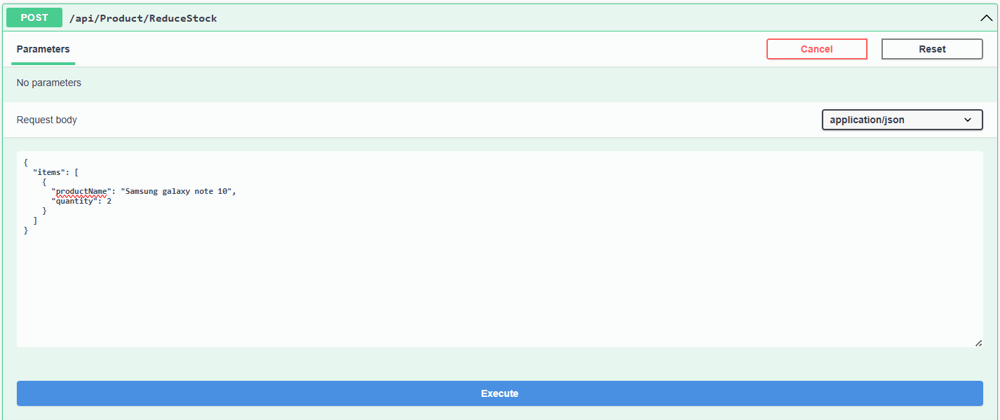 POST /api/Product/ReduceStock
Parameters
Cancel
Reset
No parameters
Request body
application/json
{
  "items": [
    {
      "productName": "Samsung galaxy note 10",
      "quantity": 2
    }
  ]
}
Execute